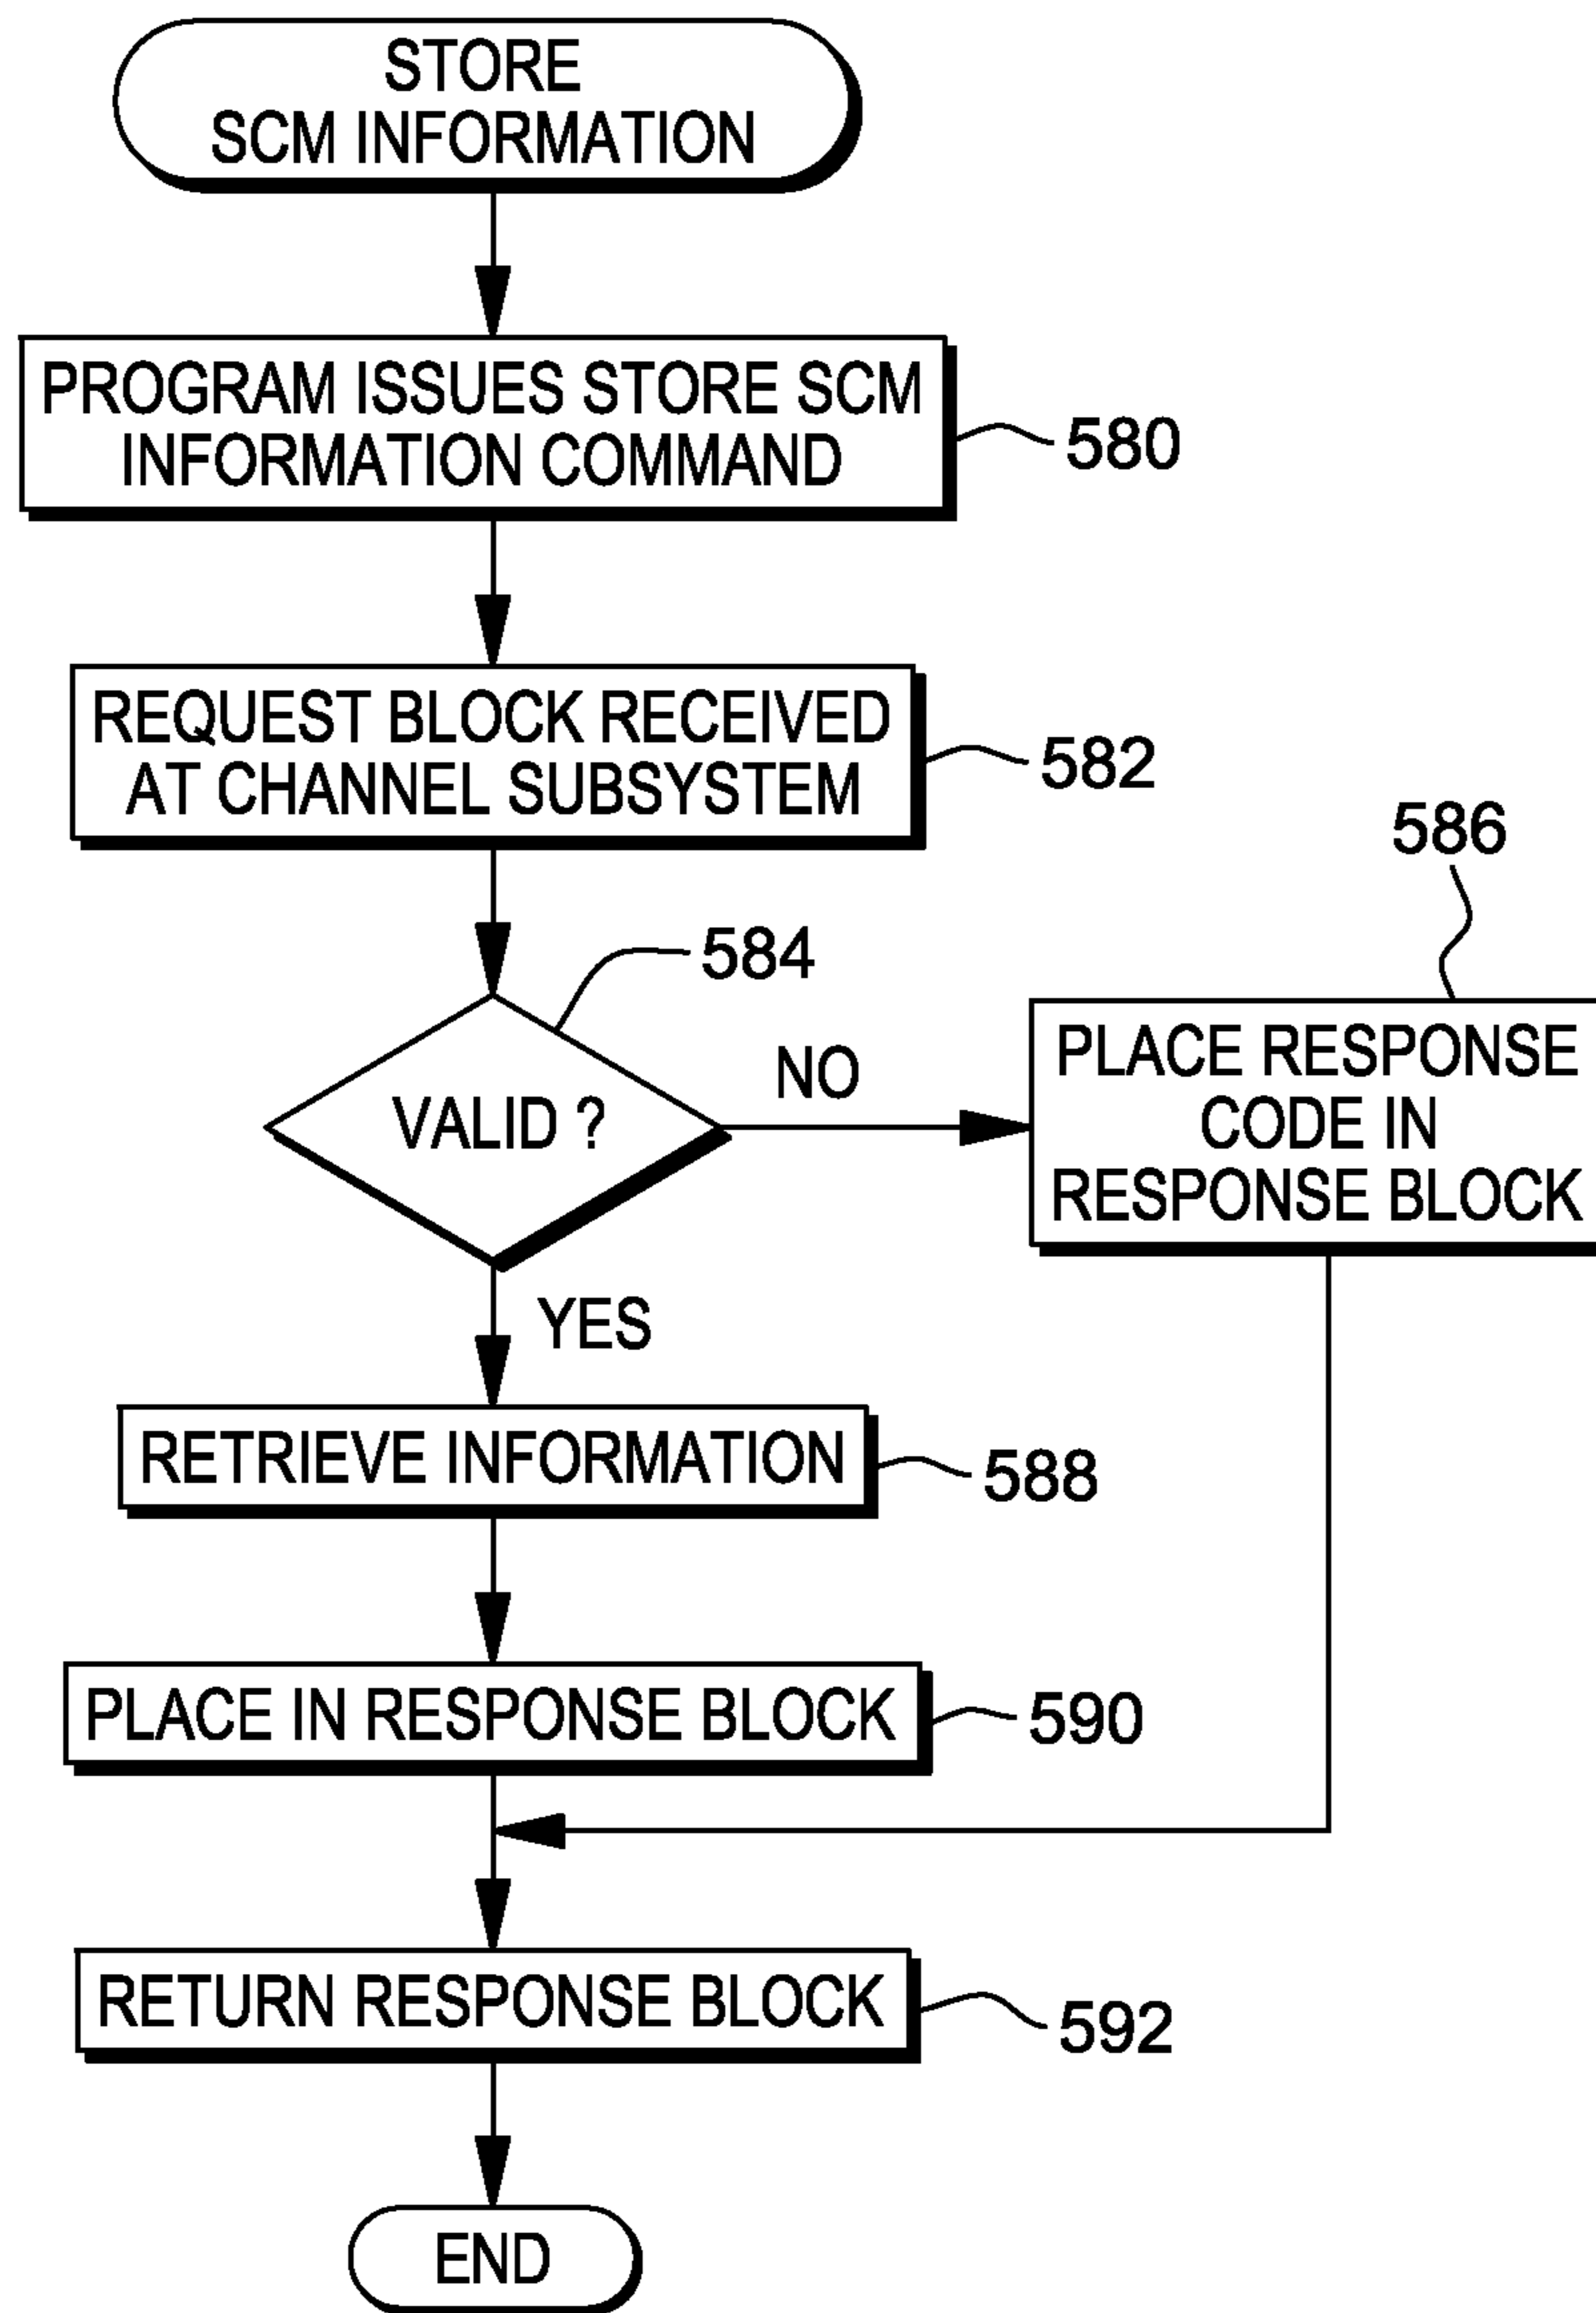 STORE
SCM INFORMATION
PROGRAM ISSUES STORE SCM
INFORMATION COMMAND
580
REQUEST BLOCK RECEIVED
AT CHANNEL SUBSYSTEM
582
584
VALID ?
NO
586
PLACE RESPONSE
CODE IN
RESPONSE BLOCK
YES
RETRIEVE INFORMATION
588
PLACE IN RESPONSE BLOCK
590
RETURN RESPONSE BLOCK
592
END